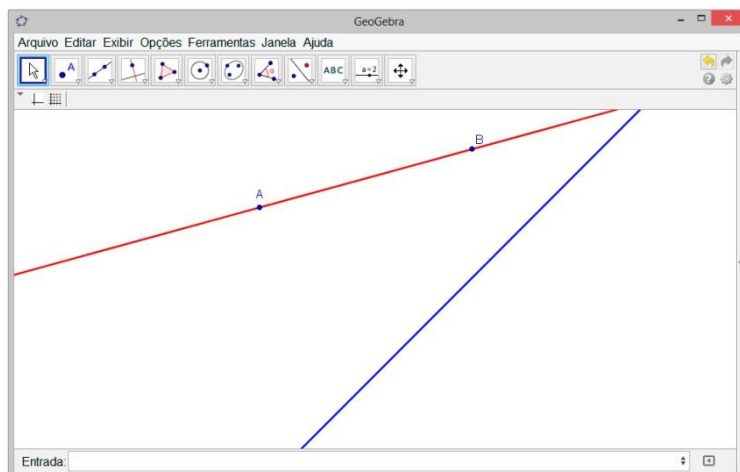 GeoGebra
Arquivo Editar Exibir Opções Ferramentas Janela Ajuda
A ABC a=2
B
A
Entrada: